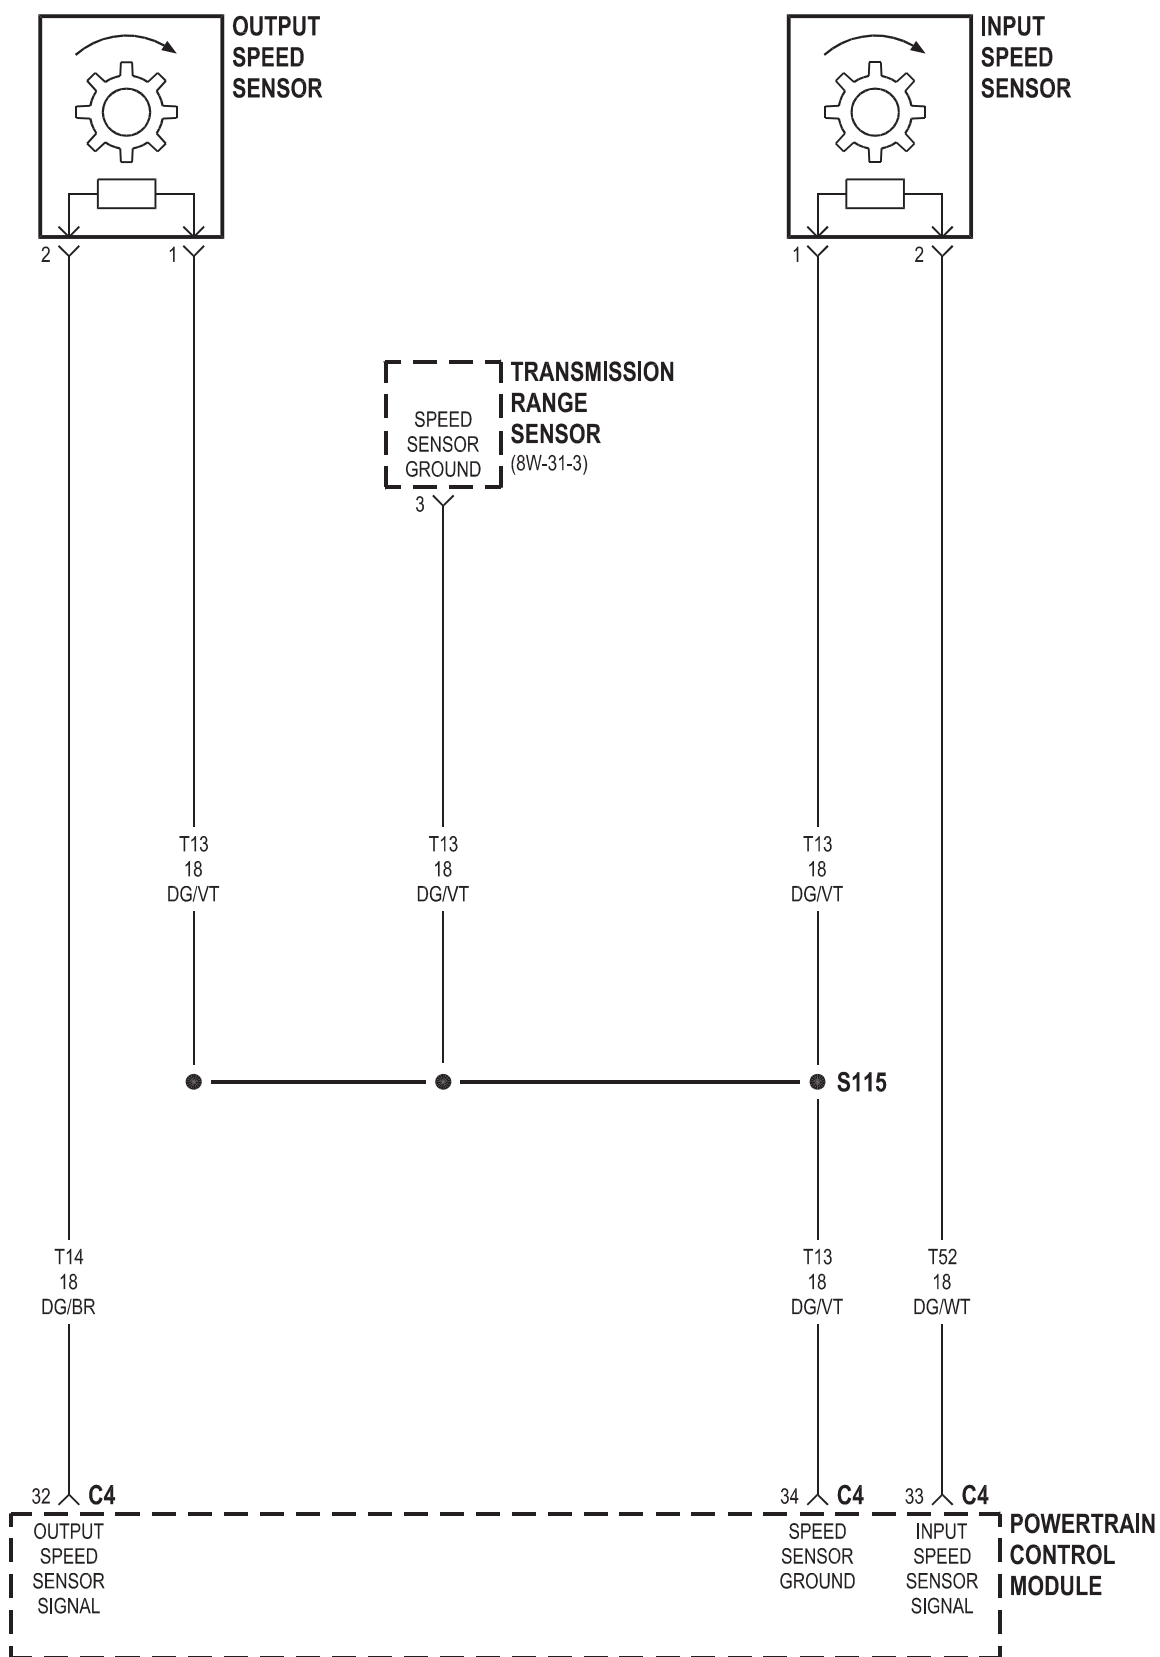 OUTPUT
SPEED
SENSOR
INPUT
SPEED
SENSOR
2
1
1
2
TRANSMISSION
RANGE
SENSOR
(8W-31-3)
SPEED
SENSOR
GROUND
3
T13
18
DG/VT
T13
18
DG/VT
T13
18
DG/VT
S115
T14
18
DG/BR
T13
18
DG/VT
T52
18
DG/WT
32
C4
34
C4
33
C4
OUTPUT
SPEED
SENSOR
SIGNAL
SPEED
SENSOR
GROUND
INPUT
SPEED
SENSOR
SIGNAL
POWERTRAIN
CONTROL
MODULE